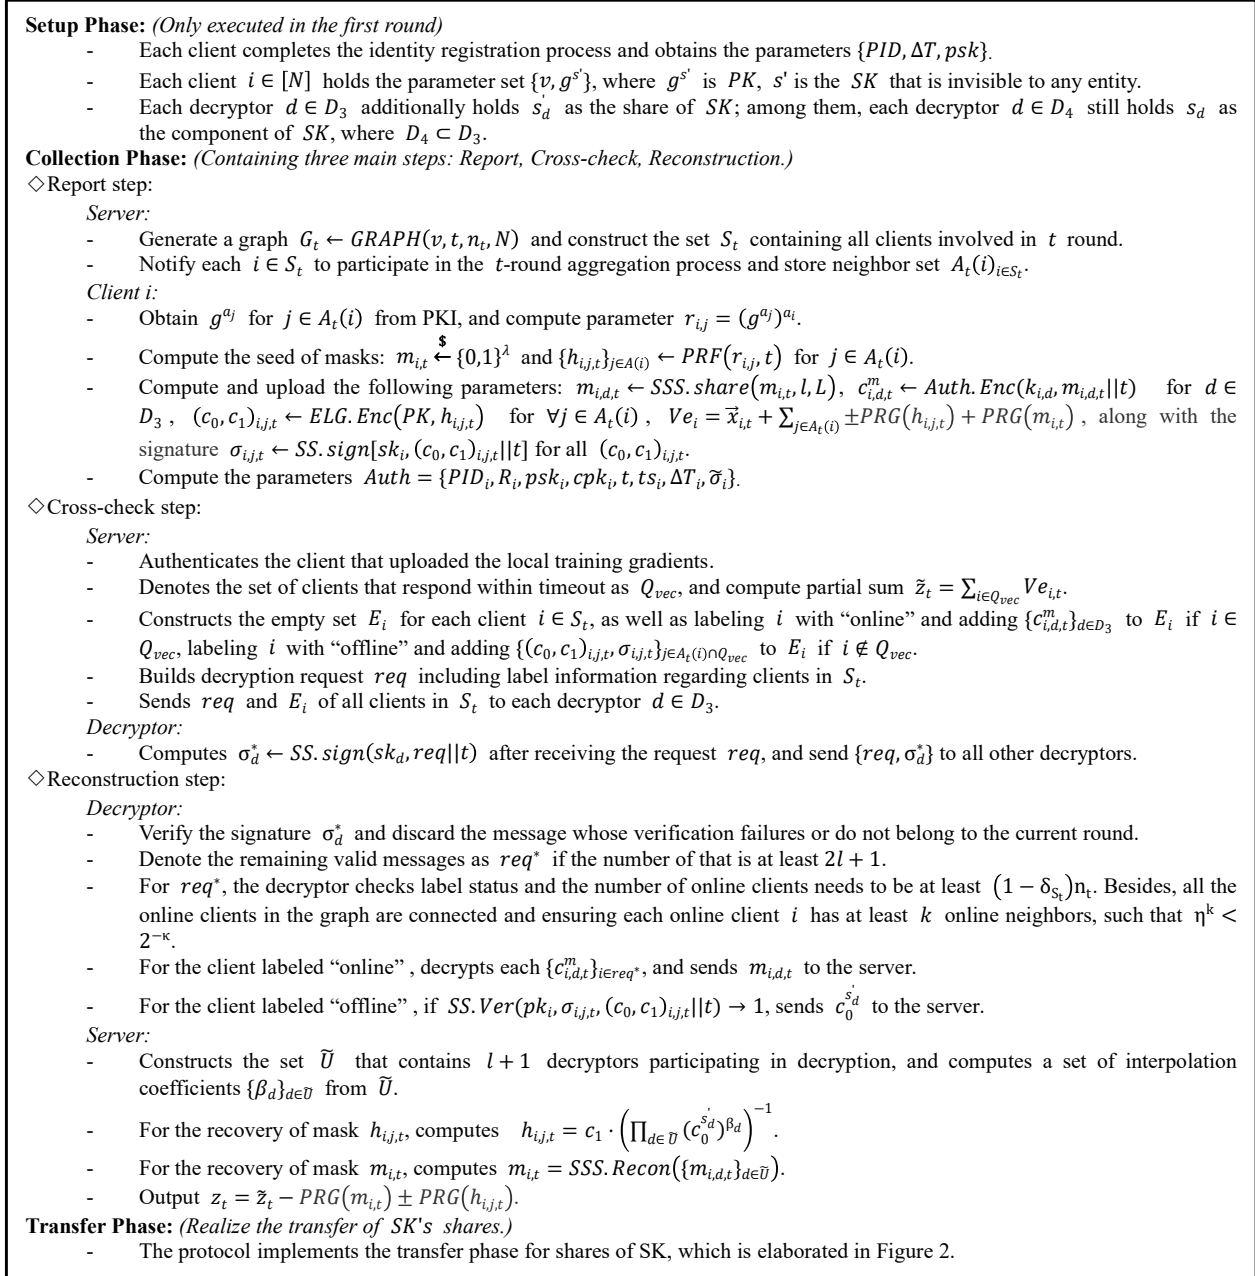 Setup Phase: (Only executed in the first round)
- Each client completes the identity registration process and obtains the parameters {PID, ΔT, psk}.
- Each client i ∈ [N] holds the parameter set {v, g^{s'}}, where g^{s'} is PK, s' is the SK that is invisible to any entity.
- Each decryptor d ∈ D_3 additionally holds s'_d as the share of SK; among them, each decryptor d ∈ D_4 still holds s_d as
the component of SK, where D_4 ⊂ D_3.
Collection Phase: (Containing three main steps: Report, Cross-check, Reconstruction.)
◇Report step:
Server:
- Generate a graph G_t ← GRAPH(v, t, n_t, N) and construct the set S_t containing all clients involved in t round.
- Notify each i ∈ S_t to participate in the t-round aggregation process and store neighbor set A_t(i)_{i∈S_t}.
Client i:
- Obtain g^{a_j} for j ∈ A_t(i) from PKI, and compute parameter r_{i,j} = (g^{a_j})^{a_i}.
- Compute the seed of masks: m_{i,t} ←$ {0,1}^λ and {h_{i,j,t}}_{j∈A(i)} ← PRF(r_{i,j}, t) for j ∈ A_t(i).
- Compute and upload the following parameters: m_{i,d,t} ← SSS.share(m_{i,t}, l, L), c^m_{i,d,t} ← Auth.Enc(k_{i,d}, m_{i,d,t}||t) for d ∈
D_3 , (c_0, c_1)_{i,j,t} ← ELG.Enc(PK, h_{i,j,t}) for ∀j ∈ A_t(i) , Ve_i = x⃗_{i,t} + ∑_{j∈A_t(i)} ±PRG(h_{i,j,t}) + PRG(m_{i,t}) , along with the
signature σ_{i,j,t} ← SS.sign[sk_i, (c_0, c_1)_{i,j,t}||t] for all (c_0, c_1)_{i,j,t}.
- Compute the parameters Auth = {PID_i, R_i, psk_i, cpk_i, t, ts_i, ΔT_i, σ̃_i}.
◇Cross-check step:
Server:
- Authenticates the client that uploaded the local training gradients.
- Denotes the set of clients that respond within timeout as Q_{vec}, and compute partial sum z̃_t = ∑_{i∈Q_{vec}} Ve_{i,t}.
- Constructs the empty set E_i for each client i ∈ S_t, as well as labeling i with “online” and adding {c^m_{i,d,t}}_{d∈D_3} to E_i if i ∈
Q_{vec}, labeling i with “offline” and adding {(c_0, c_1)_{i,j,t}, σ_{i,j,t}}_{j∈A_t(i)∩Q_{vec}} to E_i if i ∉ Q_{vec}.
- Builds decryption request req including label information regarding clients in S_t.
- Sends req and E_i of all clients in S_t to each decryptor d ∈ D_3.
Decryptor:
- Computes σ*_d ← SS.sign(sk_d, req||t) after receiving the request req, and send {req, σ*_d} to all other decryptors.
◇Reconstruction step:
Decryptor:
- Verify the signature σ*_d and discard the message whose verification failures or do not belong to the current round.
- Denote the remaining valid messages as req* if the number of that is at least 2l + 1.
- For req*, the decryptor checks label status and the number of online clients needs to be at least (1 − δ_{S_t})n_t. Besides, all the
online clients in the graph are connected and ensuring each online client i has at least k online neighbors, such that η^k <
2^{−κ}.
- For the client labeled “online” , decrypts each {c^m_{i,d,t}}_{i∈req*}, and sends m_{i,d,t} to the server.
- For the client labeled “offline” , if SS.Ver(pk_i, σ_{i,j,t}, (c_0, c_1)_{i,j,t}||t) → 1, sends c_0^{s'_d} to the server.
Server:
- Constructs the set Ũ that contains l + 1 decryptors participating in decryption, and computes a set of interpolation
coefficients {β_d}_{d∈Ũ} from Ũ.
- For the recovery of mask h_{i,j,t}, computes h_{i,j,t} = c_1 · (∏_{d∈Ũ} (c_0^{s'_d})^{β_d})^{−1}.
- For the recovery of mask m_{i,t}, computes m_{i,t} = SSS.Recon({m_{i,d,t}}_{d∈Ũ}).
- Output z_t = z̃_t − PRG(m_{i,t}) ± PRG(h_{i,j,t}).
Transfer Phase: (Realize the transfer of SK's shares.)
- The protocol implements the transfer phase for shares of SK, which is elaborated in Figure 2.